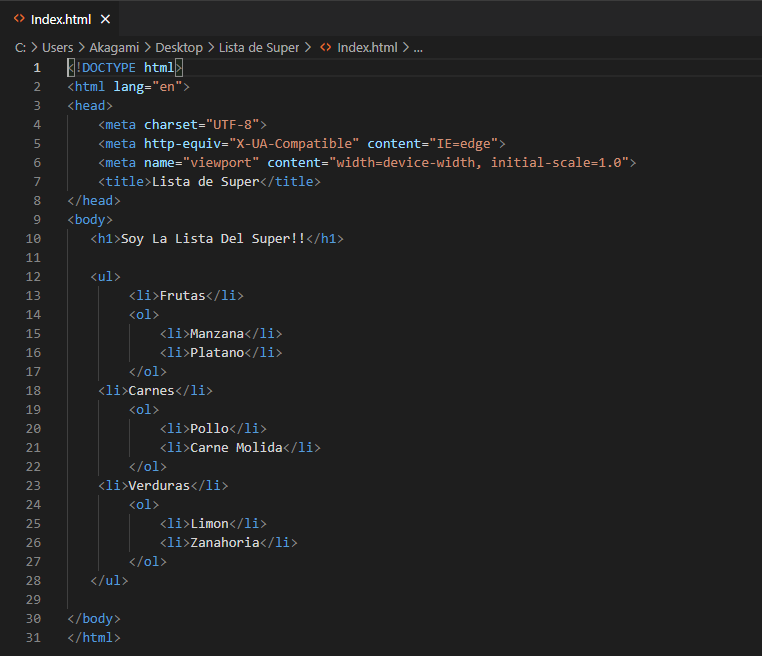 Index.html
C: > Users > Akagami > Desktop > Lista de Super > Index.html > ...
1 <!DOCTYPE html>
2 <html lang="en">
3 <head>
4     <meta charset="UTF-8">
5     <meta http-equiv="X-UA-Compatible" content="IE=edge">
6     <meta name="viewport" content="width=device-width, initial-scale=1.0">
7     <title>Lista de Super</title>
8 </head>
9 <body>
10    <h1>Soy La Lista Del Super!!</h1>
11
12    <ul>
13         <li>Frutas</li>
14         <ol>
15             <li>Manzana</li>
16             <li>Platano</li>
17         </ol>
18     <li>Carnes</li>
19         <ol>
20             <li>Pollo</li>
21             <li>Carne Molida</li>
22         </ol>
23     <li>Verduras</li>
24         <ol>
25             <li>Limon</li>
26             <li>Zanahoria</li>
27         </ol>
28    </ul>
29
30 </body>
31 </html>